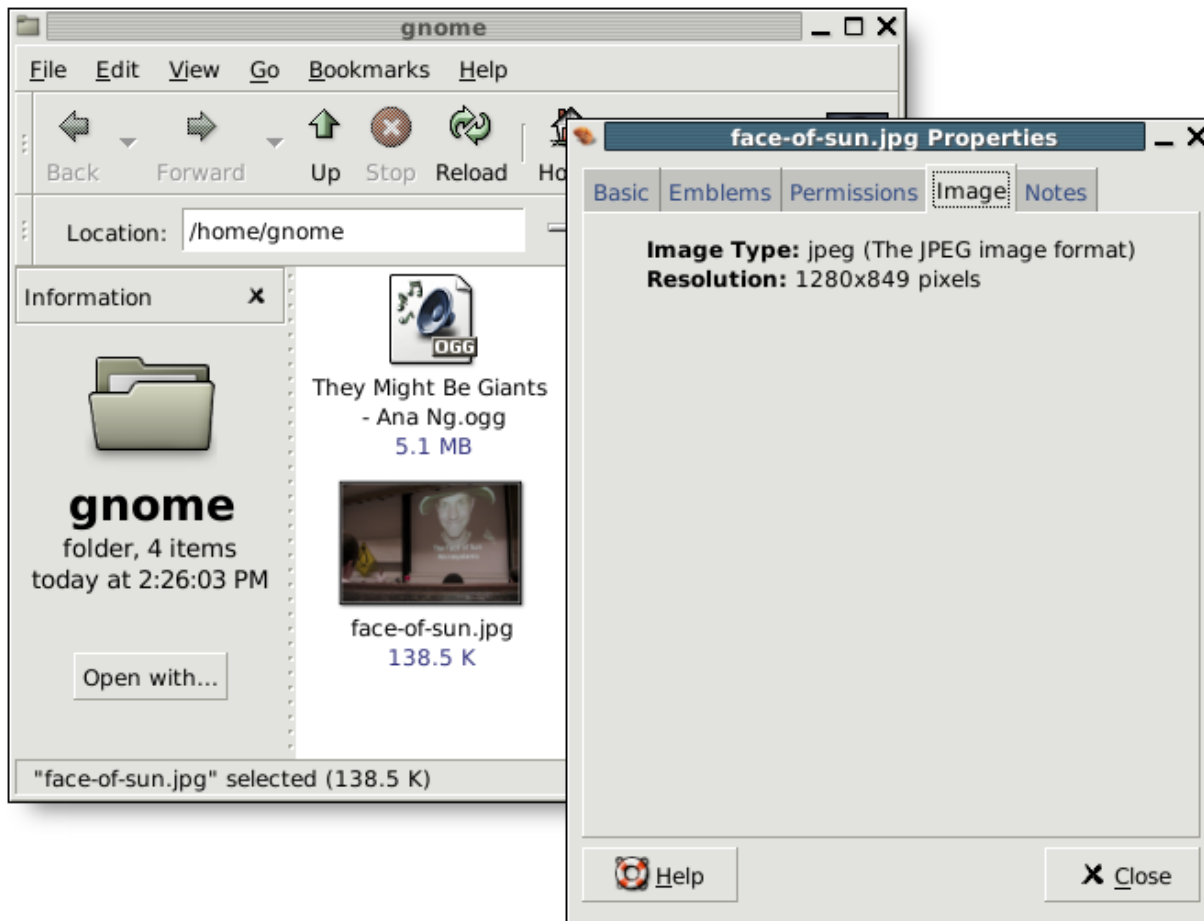 gnome
File Edit View Go Bookmarks Help
Back Forward Up Stop Reload Ho
Location: /home/gnome
Information
OGG
They Might Be Giants
- Ana Ng.ogg
5.1 MB
gnome
folder, 4 items
today at 2:26:03 PM
face-of-sun.jpg
138.5 K
Open with...
"face-of-sun.jpg" selected (138.5 K)
face-of-sun.jpg Properties
Basic Emblems Permissions Image Notes
Image Type: jpeg (The JPEG image format)
Resolution: 1280x849 pixels
Help Close